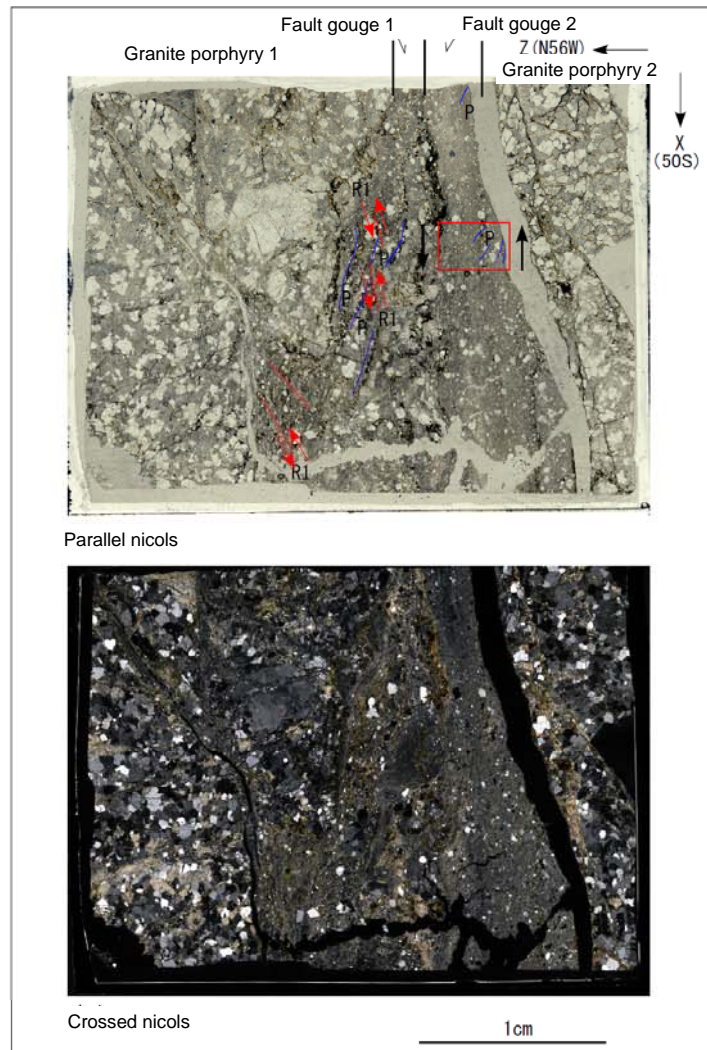 Fault gouge 1
Fault gouge 2
Granite porphyry 1
Z(N56W)
Granite porphyry 2
X
(50S)
P
R1
P
P
P
P
R1
R1
Parallel nicols
Crossed nicols
1cm